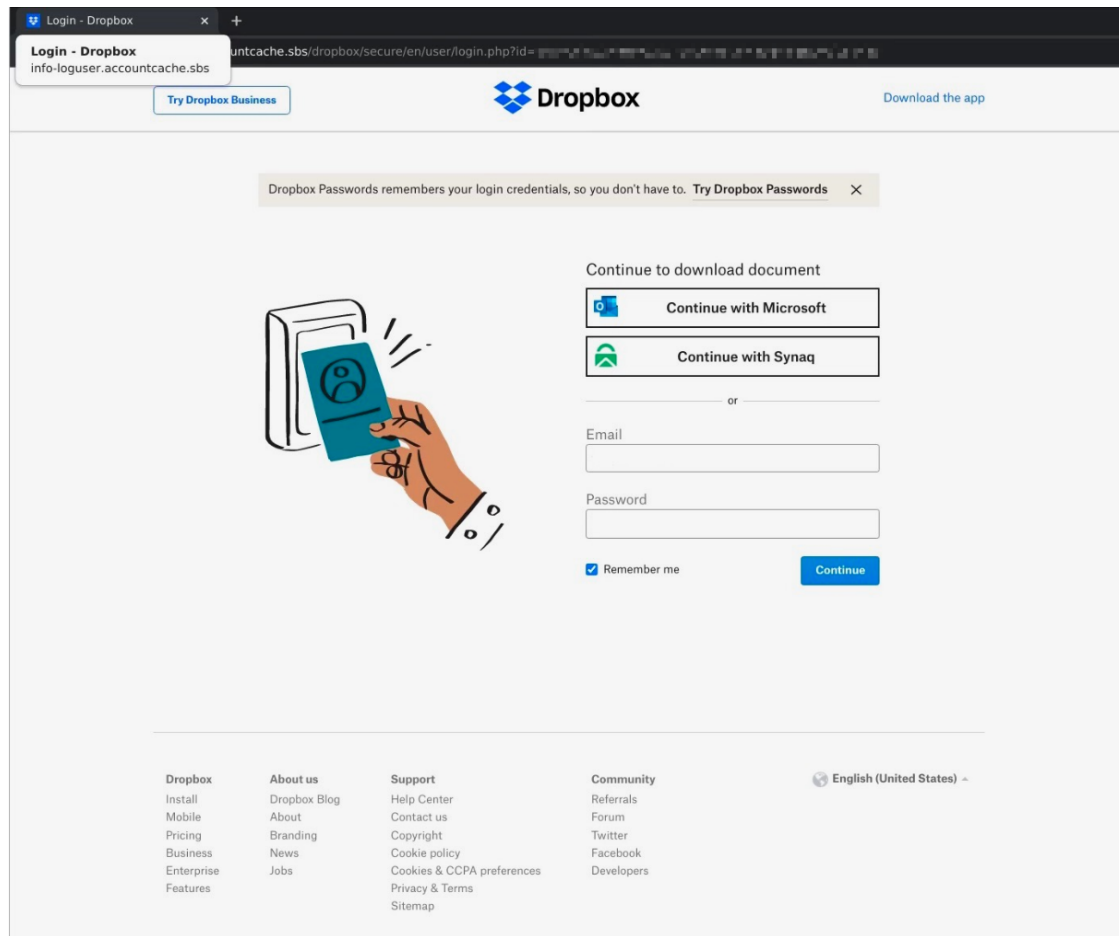 Login - Dropbox
Login - Dropbox
info-loguser.accountcache.sbs
untcache.sbs/dropbox/secure/en/user/login.php?id=
Try Dropbox Business
Dropbox
Download the app
Dropbox Passwords remembers your login credentials, so you don't have to. Try Dropbox Passwords
Continue to download document
Continue with Microsoft
Continue with Synaq
or
Email
Password
Remember me
Continue
Dropbox
Install
Mobile
Pricing
Business
Enterprise
Features
About us
Dropbox Blog
About
Branding
News
Jobs
Support
Help Center
Contact us
Copyright
Cookie policy
Cookies & CCPA preferences
Privacy & Terms
Sitemap
Community
Referrals
Forum
Twitter
Facebook
Developers
English (United States)